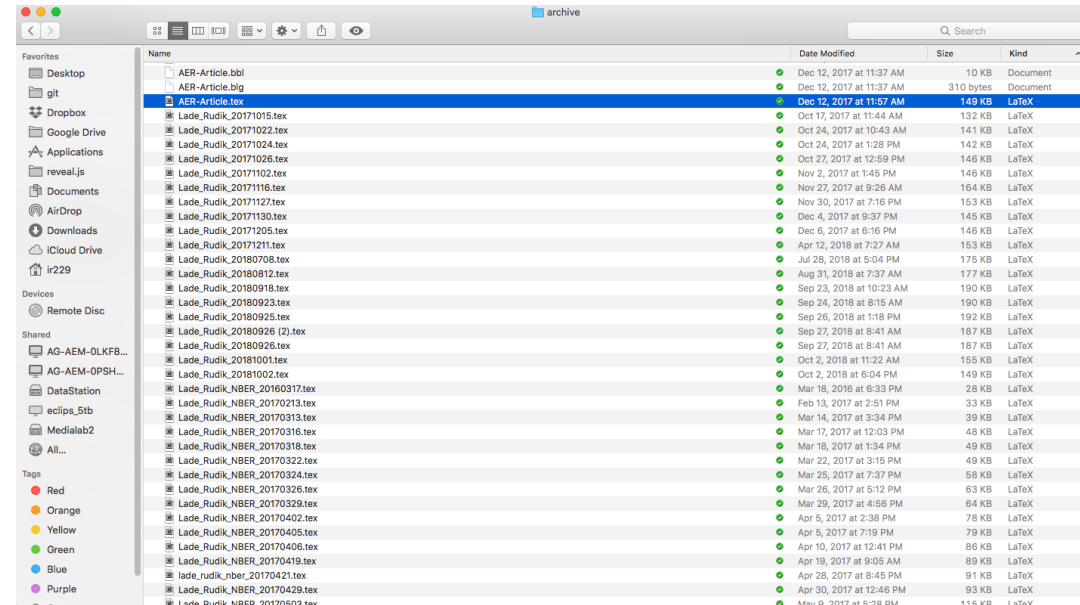 archive
Search
Favorites
Desktop
git
Dropbox
Google Drive
Applications
reveal.js
Documents
AirDrop
Downloads
iCloud Drive
ir229
Devices
Remote Disc
Shared
AG-AEM-0LKF8...
AG-AEM-0PSH...
DataStation
eclips_5tb
Medialab2
All...
Tags
Red
Orange
Yellow
Green
Blue
Purple
Name Date Modified Size Kind
AER-Article.bbl Dec 12, 2017 at 11:37 AM 10 KB Document
AER-Article.blg Dec 12, 2017 at 11:37 AM 310 bytes Document
AER-Article.tex Dec 12, 2017 at 11:57 AM 149 KB LaTeX
Lade_Rudik_20171015.tex Oct 17, 2017 at 11:44 AM 132 KB LaTeX
Lade_Rudik_20171022.tex Oct 24, 2017 at 10:43 AM 141 KB LaTeX
Lade_Rudik_20171024.tex Oct 24, 2017 at 1:28 PM 142 KB LaTeX
Lade_Rudik_20171026.tex Oct 27, 2017 at 12:59 PM 146 KB LaTeX
Lade_Rudik_20171102.tex Nov 2, 2017 at 1:45 PM 146 KB LaTeX
Lade_Rudik_20171116.tex Nov 27, 2017 at 9:26 AM 164 KB LaTeX
Lade_Rudik_20171127.tex Nov 30, 2017 at 7:16 PM 153 KB LaTeX
Lade_Rudik_20171130.tex Dec 4, 2017 at 9:37 PM 145 KB LaTeX
Lade_Rudik_20171205.tex Dec 6, 2017 at 6:16 PM 146 KB LaTeX
Lade_Rudik_20171211.tex Apr 12, 2018 at 7:27 AM 153 KB LaTeX
Lade_Rudik_20180708.tex Jul 28, 2018 at 5:04 PM 175 KB LaTeX
Lade_Rudik_20180812.tex Aug 31, 2018 at 7:37 AM 177 KB LaTeX
Lade_Rudik_20180918.tex Sep 23, 2018 at 10:23 AM 190 KB LaTeX
Lade_Rudik_20180923.tex Sep 24, 2018 at 8:15 AM 190 KB LaTeX
Lade_Rudik_20180925.tex Sep 26, 2018 at 1:18 PM 192 KB LaTeX
Lade_Rudik_20180926 (2).tex Sep 27, 2018 at 8:41 AM 187 KB LaTeX
Lade_Rudik_20180926.tex Sep 27, 2018 at 8:41 AM 187 KB LaTeX
Lade_Rudik_20181001.tex Oct 2, 2018 at 11:22 AM 155 KB LaTeX
Lade_Rudik_20181002.tex Oct 2, 2018 at 6:04 PM 149 KB LaTeX
Lade_Rudik_NBER_20160317.tex Mar 18, 2016 at 6:33 PM 28 KB LaTeX
Lade_Rudik_NBER_20170213.tex Feb 13, 2017 at 2:51 PM 33 KB LaTeX
Lade_Rudik_NBER_20170313.tex Mar 14, 2017 at 3:34 PM 39 KB LaTeX
Lade_Rudik_NBER_20170316.tex Mar 17, 2017 at 12:03 PM 48 KB LaTeX
Lade_Rudik_NBER_20170318.tex Mar 18, 2017 at 1:34 PM 49 KB LaTeX
Lade_Rudik_NBER_20170322.tex Mar 22, 2017 at 3:15 PM 49 KB LaTeX
Lade_Rudik_NBER_20170324.tex Mar 25, 2017 at 7:37 PM 58 KB LaTeX
Lade_Rudik_NBER_20170326.tex Mar 26, 2017 at 5:12 PM 63 KB LaTeX
Lade_Rudik_NBER_20170329.tex Mar 29, 2017 at 4:56 PM 64 KB LaTeX
Lade_Rudik_NBER_20170402.tex Apr 5, 2017 at 2:38 PM 78 KB LaTeX
Lade_Rudik_NBER_20170405.tex Apr 5, 2017 at 7:19 PM 79 KB LaTeX
Lade_Rudik_NBER_20170406.tex Apr 10, 2017 at 12:41 PM 86 KB LaTeX
Lade_Rudik_NBER_20170419.tex Apr 19, 2017 at 9:05 AM 89 KB LaTeX
lade_rudik_nber_20170421.tex Apr 28, 2017 at 8:45 PM 91 KB LaTeX
Lade_Rudik_NBER_20170429.tex Apr 30, 2017 at 12:46 PM 93 KB LaTeX
Lade_Rudik_NBER_20170503.tex May 9, 2017 at 5:28 PM 115 KB LaTeX